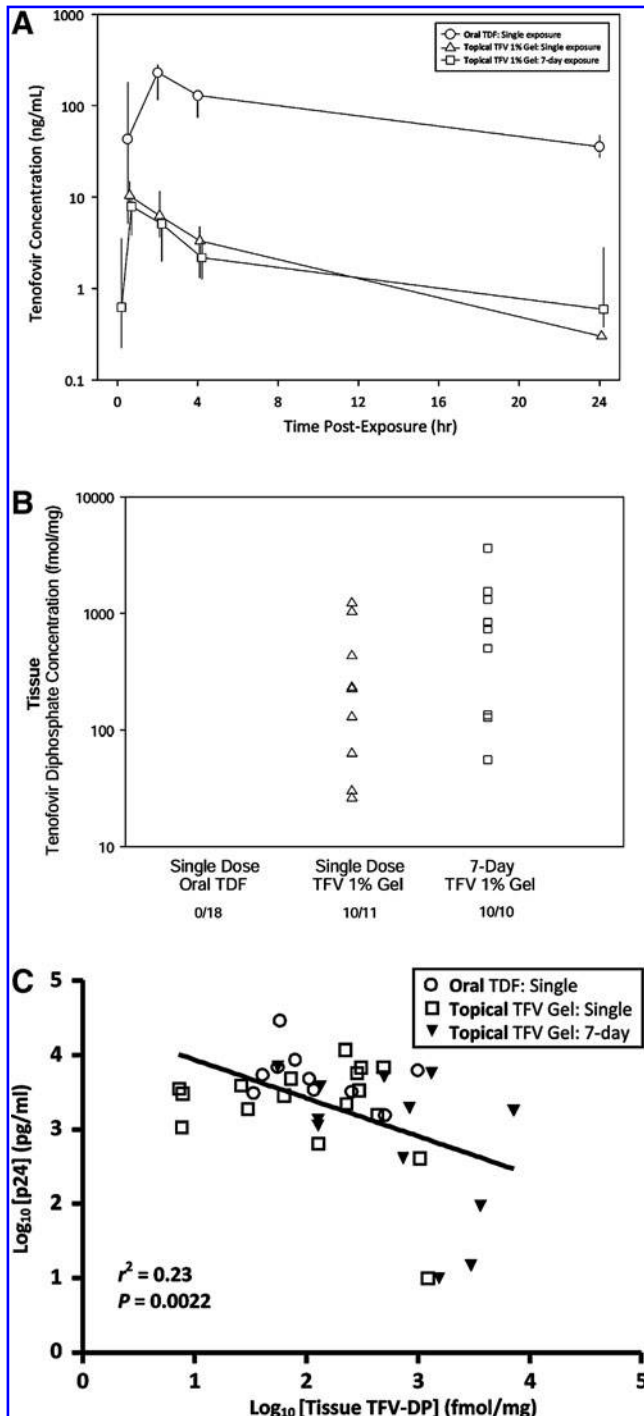 A
Oral TDF: Single exposure
Topical TFV 1% Gel: Single exposure
Topical TFV 1% Gel: 7-day exposure
Tenofovir Concentration (ng/mL)
1000
100
10
1
0.1
0 4 8 12 16 20 24
Time Post-Exposure (hr)
B
Tissue
Tenofovir Diphosphate Concentration (fmol/mg)
10000
1000
100
10
Single Dose Single Dose 7-Day
Oral TDF TFV 1% Gel TFV 1% Gel
0/18 10/11 10/10
C
Oral TDF: Single
Topical TFV Gel: Single
Topical TFV Gel: 7-day
Log₁₀ [p24] (pg/ml)
5
4
3
2
1
0
r² = 0.23
P = 0.0022
0 1 2 3 4 5
Log₁₀ [Tissue TFV-DP] (fmol/mg)